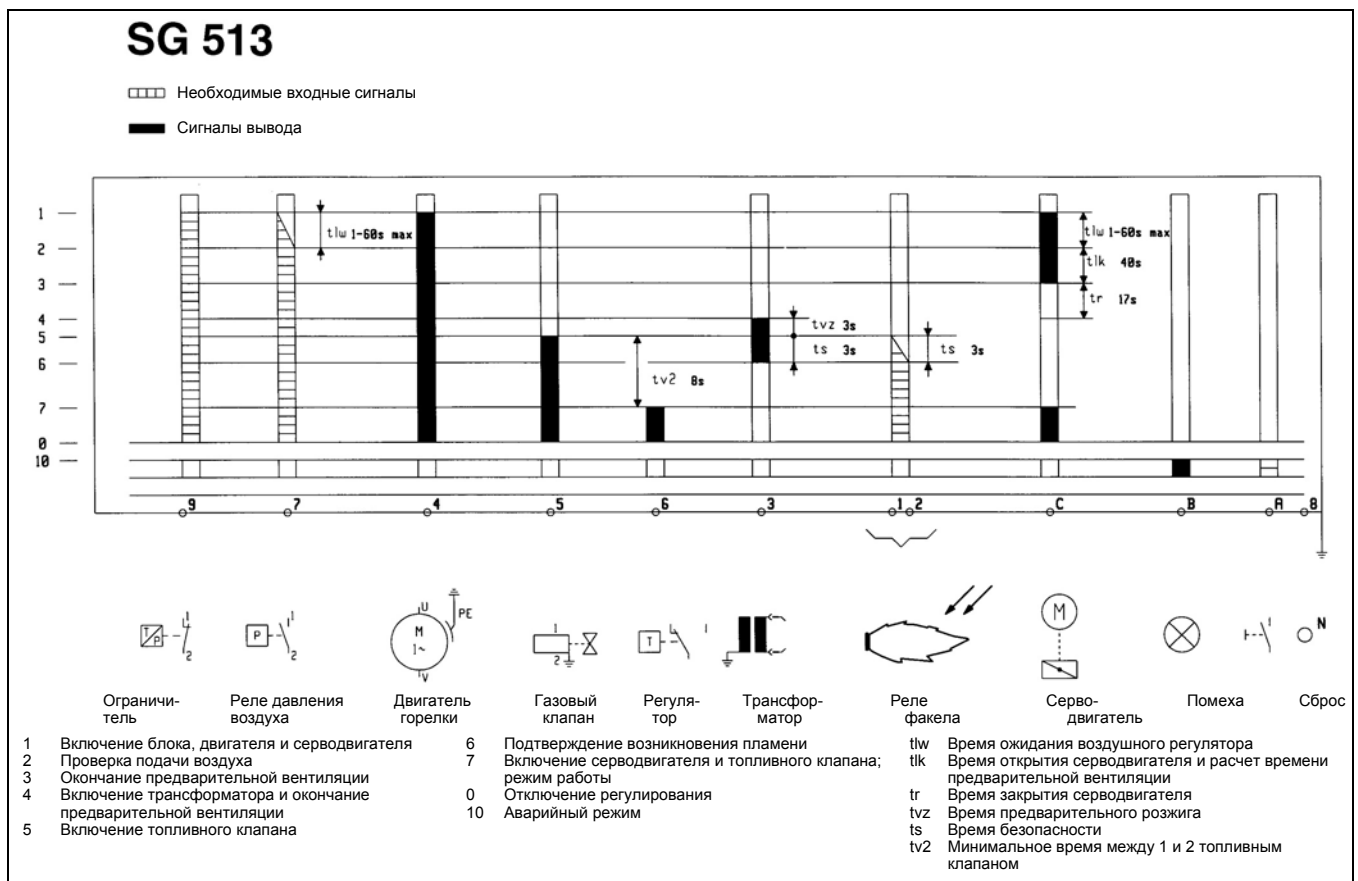 SG 513
Необходимые входные сигналы
Сигналы вывода
1
2
3
4
5
6
7
0
10
tlw 1-60s max
tvz 3s
ts 3s
tv2 8s
ts 3s
tlw 1-60s max
tlk 40s
tr 17s
9 7 4 5 6 3 1 2 C B A 8
T/P 1 2
P 1 2
U PE M 1~ V
1 2
T 1
M
N
Ограничи-
тель
Реле давления
воздуха
Двигатель
горелки
Газовый
клапан
Регуля-
тор
Трансфор-
матор
Реле
факела
Серво-
двигатель
Помеха
Сброс
1 Включение блока, двигателя и серводвигателя
2 Проверка подачи воздуха
3 Окончание предварительной вентиляции
4 Включение трансформатора и окончание
предварительной вентиляции
5 Включение топливного клапана
6 Подтверждение возникновения пламени
7 Включение серводвигателя и топливного клапана;
режим работы
0 Отключение регулирования
10 Аварийный режим
tlw Время ожидания воздушного регулятора
tlk Время открытия серводвигателя и расчет времени
предварительной вентиляции
tr Время закрытия серводвигателя
tvz Время предварительного розжига
ts Время безопасности
tv2 Минимальное время между 1 и 2 топливным
клапаном